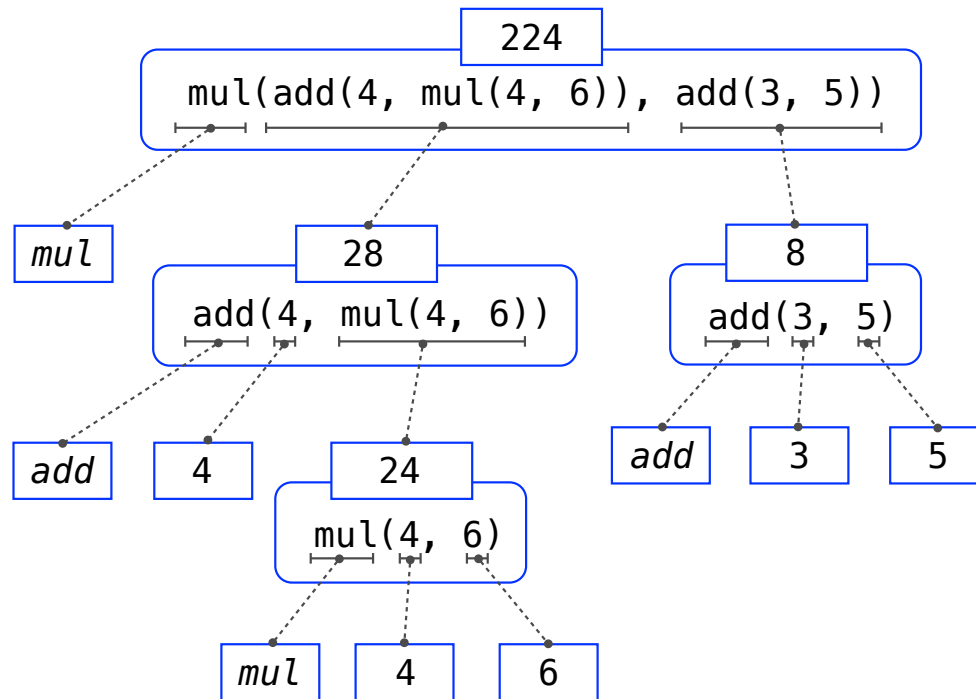 224
mul(add(4, mul(4, 6)), add(3, 5))
mul
28
8
add(4, mul(4, 6))
add(3, 5)
add
4
24
add
3
5
mul(4, 6)
mul
4
6